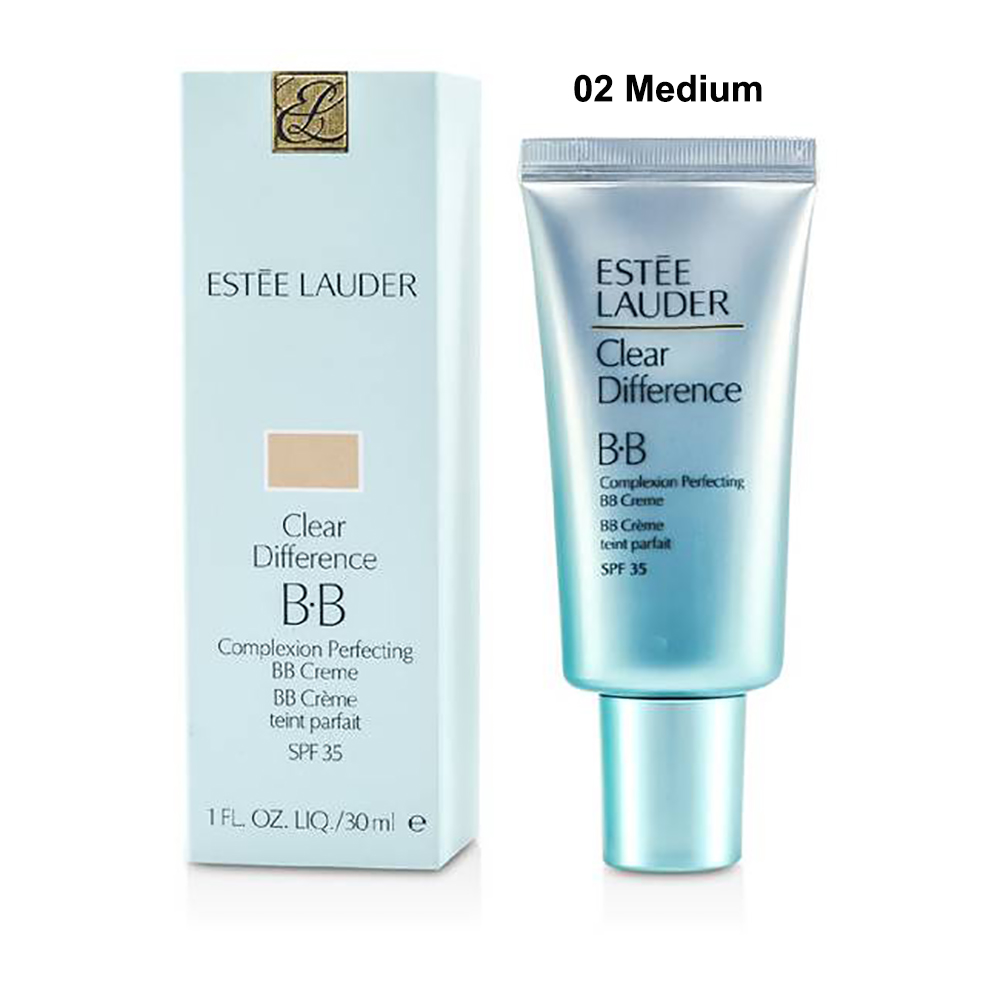 02 Medium
EL
ESTĒE LAUDER
Clear
Difference
B·B
Complexion Perfecting
BB Creme
BB Crème
teint parfait
SPF 35
1 FL. OZ. LIQ./30 ml e
ESTĒE
LAUDER
Clear
Difference
B·B
Complexion Perfecting
BB Creme
BB Crème
teint parfait
SPF 35